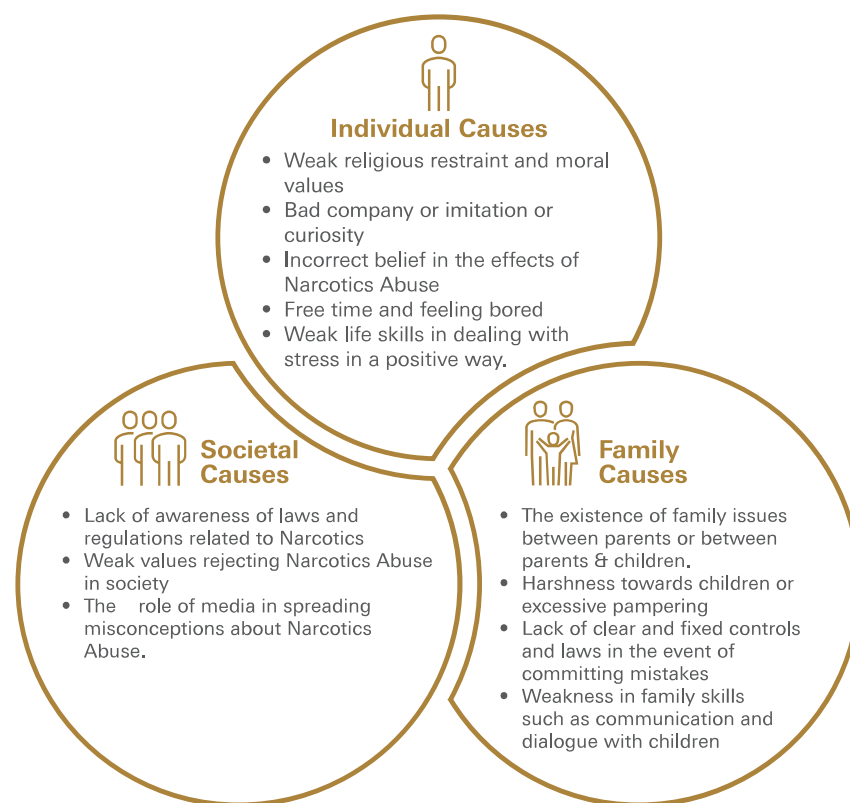 Individual Causes
• Weak religious restraint and moral
values
• Bad company or imitation or
curiosity
• Incorrect belief in the effects of
Narcotics Abuse
• Free time and feeling bored
• Weak life skills in dealing with
stress in a positive way.
Societal
Causes
• Lack of awareness of laws and
regulations related to Narcotics
• Weak values rejecting Narcotics Abuse
in society
• The role of media in spreading
misconceptions about Narcotics
Abuse.
Family
Causes
• The existence of family issues
between parents or between
parents & children.
• Harshness towards children or
excessive pampering
• Lack of clear and fixed controls
and laws in the event of
committing mistakes
• Weakness in family skills
such as communication and
dialogue with children